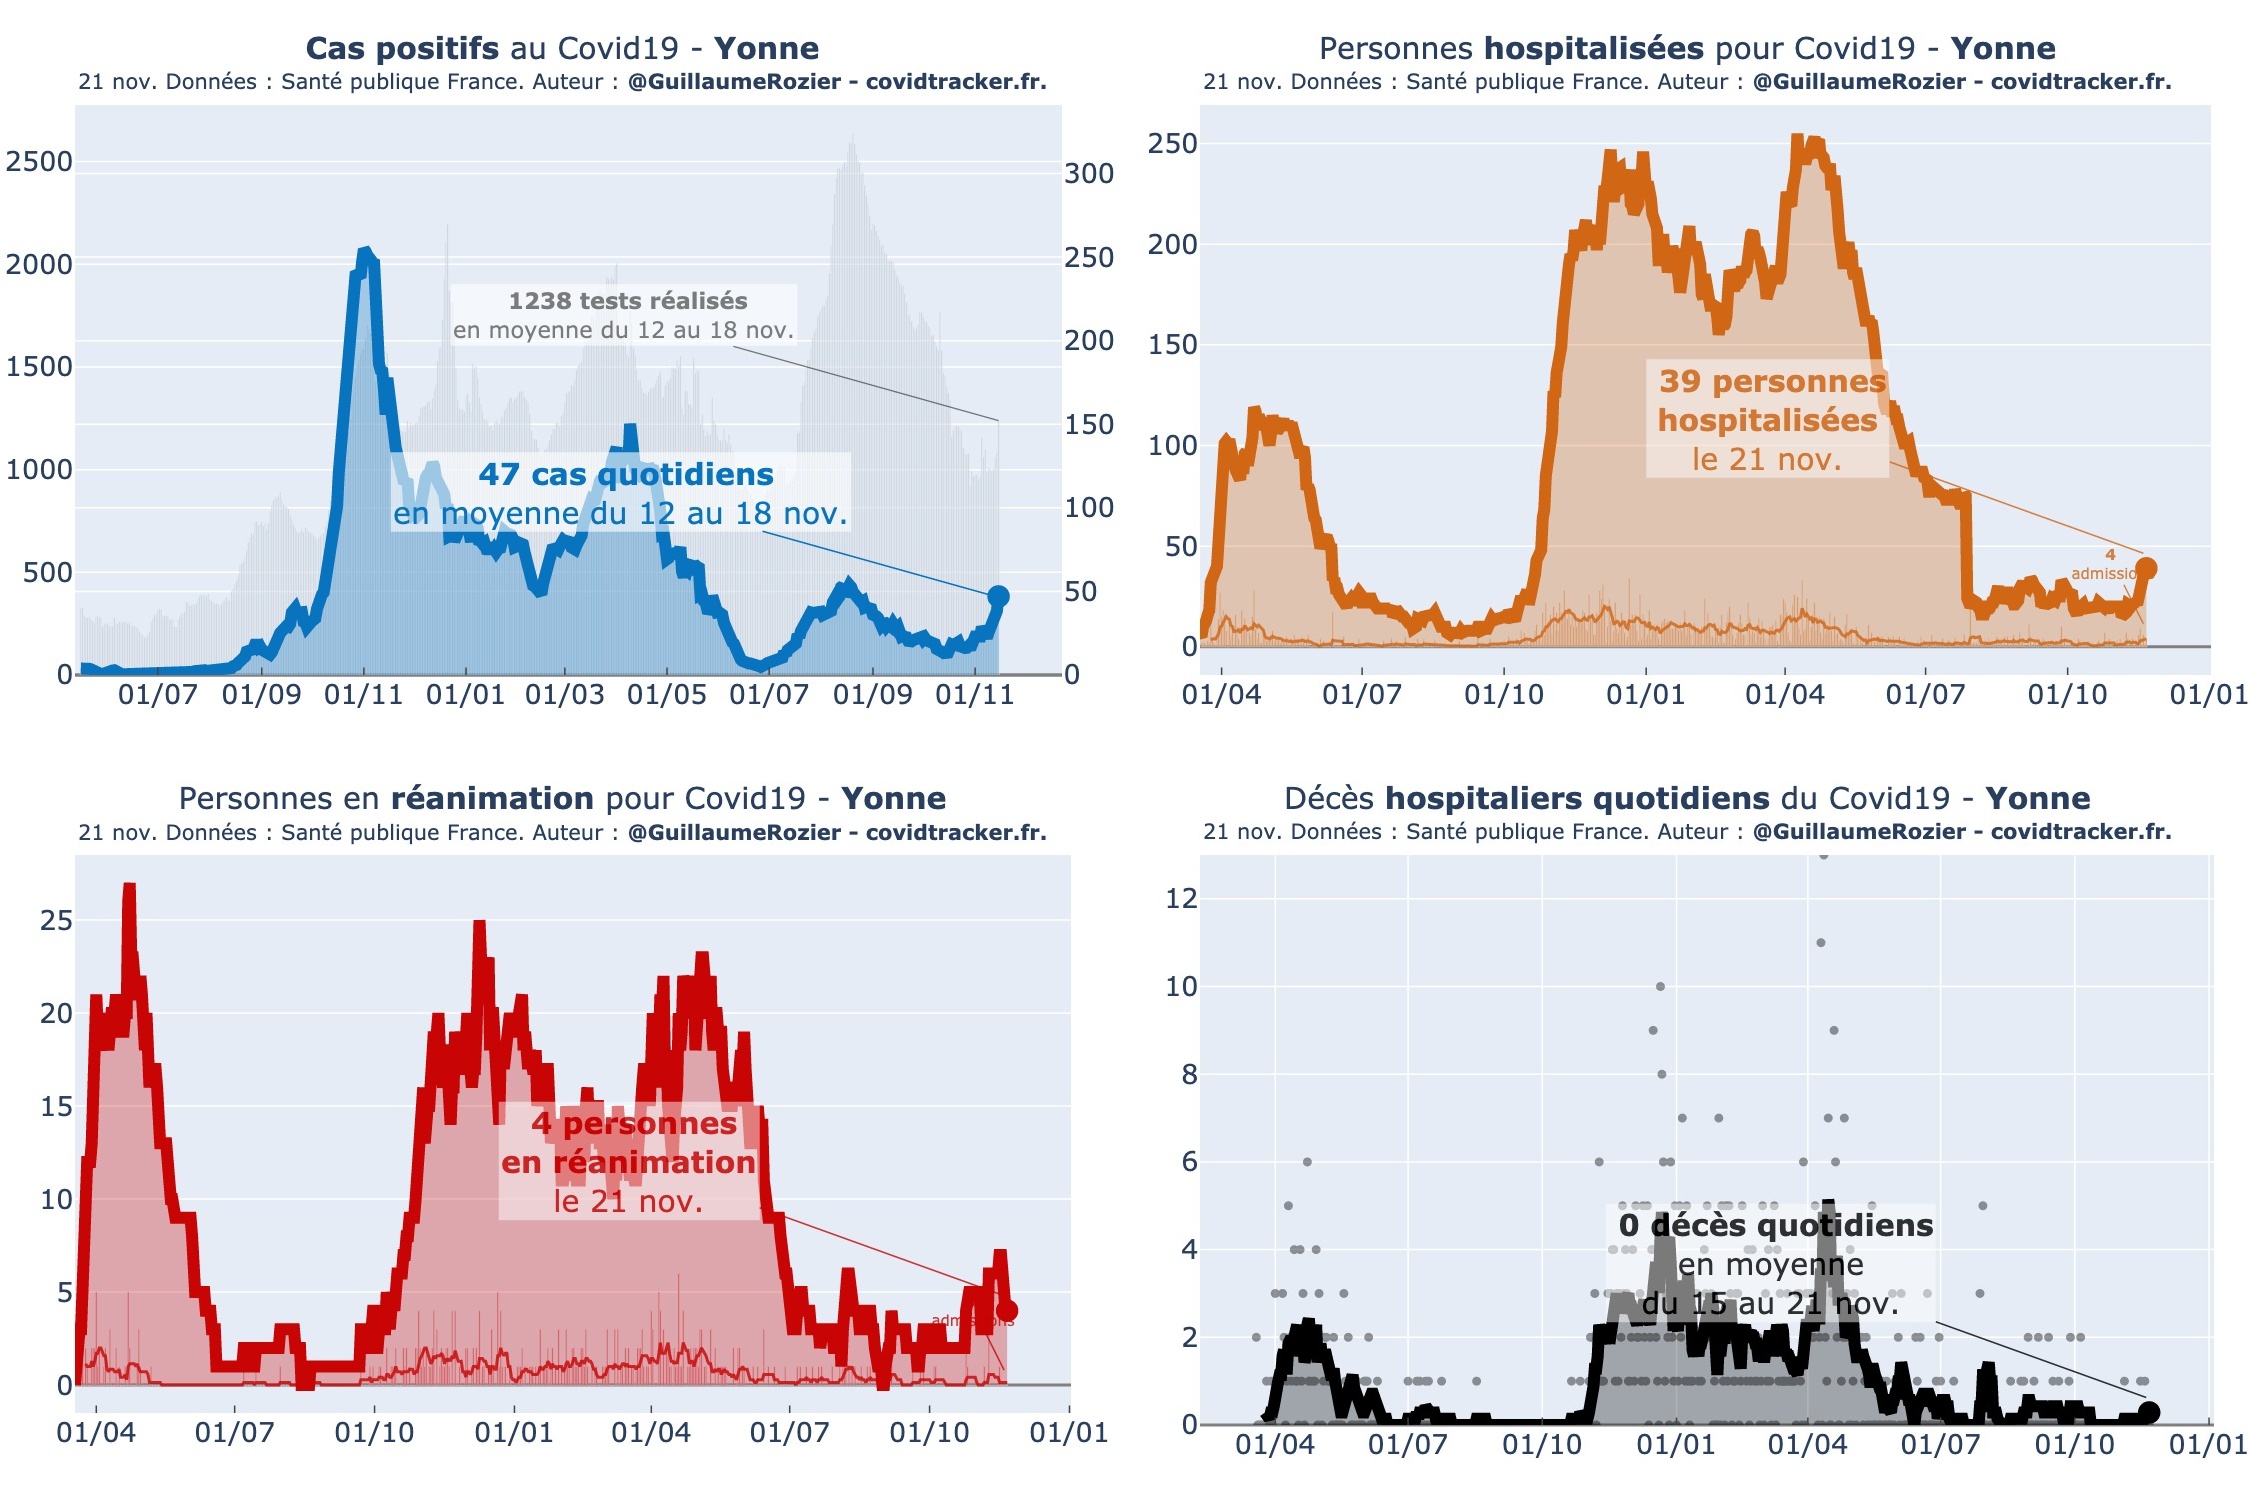 Cas positifs au Covid19 - Yonne
21 nov. Données : Santé publique France. Auteur : @GuillaumeRozier - covidtracker.fr.
2500
2000
1500
1000
500
0
300
250
200
150
100
50
0
1238 tests réalisés
en moyenne du 12 au 18 nov.
47 cas quotidiens
en moyenne du 12 au 18 nov.
01/07 01/09 01/11 01/01 01/03 01/05 01/07 01/09 01/11
Personnes hospitalisées pour Covid19 - Yonne
21 nov. Données : Santé publique France. Auteur : @GuillaumeRozier - covidtracker.fr.
250
200
150
100
50
0
39 personnes
hospitalisées
le 21 nov.
4
01/04 01/07 01/10 01/01 01/04 01/07 01/10 01/01
Personnes en réanimation pour Covid19 - Yonne
21 nov. Données : Santé publique France. Auteur : @GuillaumeRozier - covidtracker.fr.
25
20
15
10
5
0
4 personnes
en réanimation
le 21 nov.
admissions
01/04 01/07 01/10 01/01 01/04 01/07 01/10 01/01
Décès hospitaliers quotidiens du Covid19 - Yonne
21 nov. Données : Santé publique France. Auteur : @GuillaumeRozier - covidtracker.fr.
12
10
8
6
4
2
0
0 décès quotidiens
en moyenne
du 15 au 21 nov.
01/04 01/07 01/10 01/01 01/04 01/07 01/10 01/01